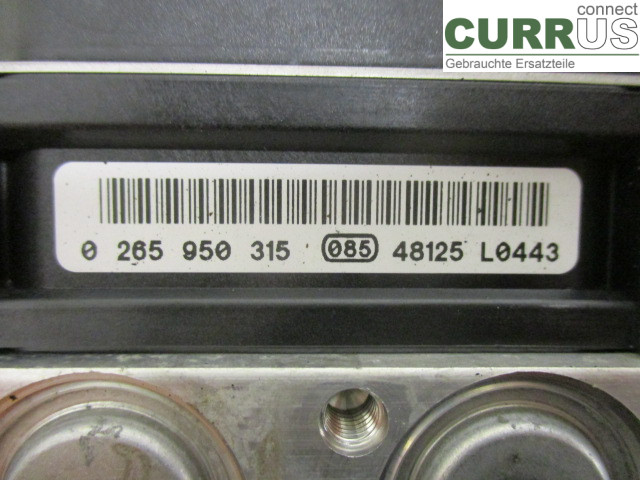 connect
CURRUS
Gebrauchte Ersatzteile
0 265 950 315 085 48125 L0443